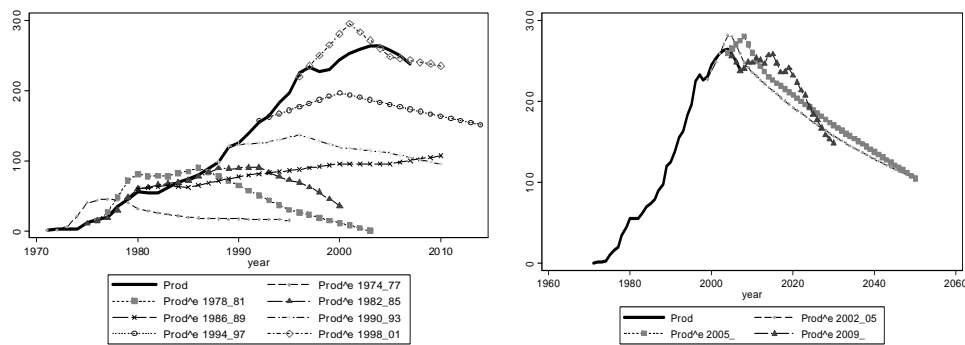 300
200
100
0
1970 1980 1990 2000 2010
year
Prod Prod^e 1974_77
Prod^e 1978_81 Prod^e 1982_85
Prod^e 1986_89 Prod^e 1990_93
Prod^e 1994_97 Prod^e 1998_01
300
200
100
0
1960 1980 2000 2020 2040 2060
year
Prod Prod^e 2002_05
Prod^e 2005_ Prod^e 2009_